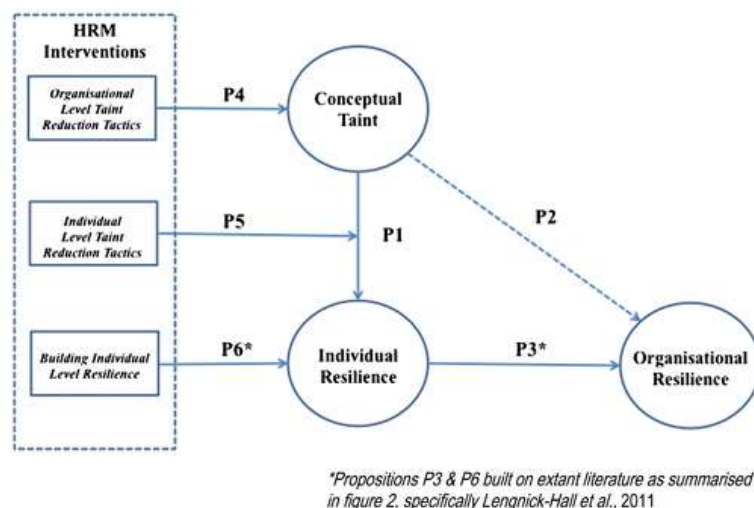 HRM
Interventions
Organisational
Level Taint
Reduction Tactics
P4
Conceptual
Taint
Individual
Level Taint
Reduction Tactics
P5
P1
P2
Building Individual
Level Resilience
P6*
Individual
Resilience
P3*
Organisational
Resilience
*Propositions P3 & P6 built on extant literature as summarised
in figure 2, specifically Lengnick-Hall et al., 2011